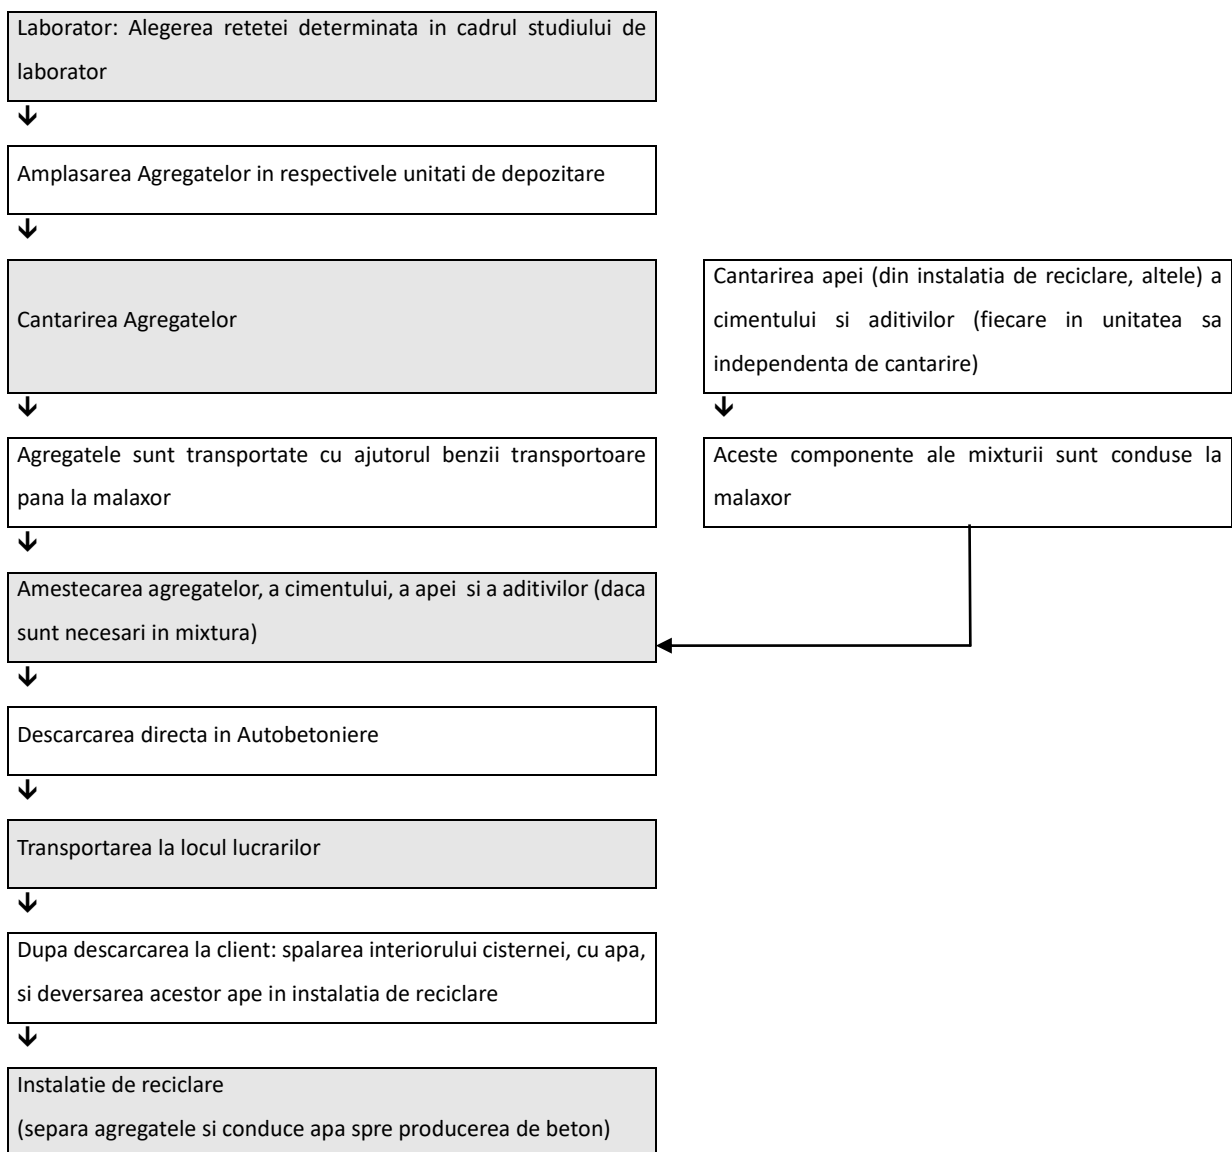 Laborator: Alegerea retetei determinata in cadrul studiului de
laborator
Amplasarea Agregatelor in respectivele unitati de depozitare
Cantarirea Agregatelor
Cantarirea apei (din instalatia de reciclare, altele) a
cimentului si aditivilor (fiecare in unitatea sa
independenta de cantarire)
Agregatele sunt transportate cu ajutorul benzii transportoare
pana la malaxor
Aceste componente ale mixturii sunt conduse la
malaxor
Amestecarea agregatelor, a cimentului, a apei si a aditivilor (daca
sunt necesari in mixtura)
Descarcarea directa in Autobetoniere
Transportarea la locul lucrarilor
Dupa descarcarea la client: spalarea interiorului cisternei, cu apa,
si deversarea acestor ape in instalatia de reciclare
Instalatie de reciclare
(separa agregatele si conduce apa spre producerea de beton)